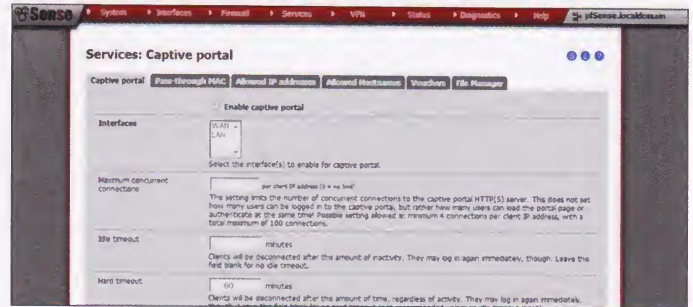 Sense
System Interfaces Firewall Services VPN Status Diagnostics Help pfSense.localdomain
Services: Captive portal
Captive portal Pass-through MAC Allowed IP addresses Allowed Hostnames Vouchers File Manager
Enable captive portal
Interfaces
WAN
LAN
Select the interface(s) to enable for captive portal.
Maximum concurrent connections
per client IP address (0 = no limit)
The setting limits the number of concurrent connections to the captive portal HTTP(S) server. This does not set
how many users can be logged in to the captive portal, but rather how many users can load the portal page or
authenticate at the same time! Possible setting allowed is: minimum 4 connections per client IP address, with a
total maximum of 100 connections.
Idle timeout
minutes
Clients will be disconnected after this amount of inactivity. They may log in again immediately, though. Leave this
field blank for no idle timeout.
Hard timeout
60 minutes
Clients will be disconnected after this amount of time, regardless of activity. They may log in again immediately,